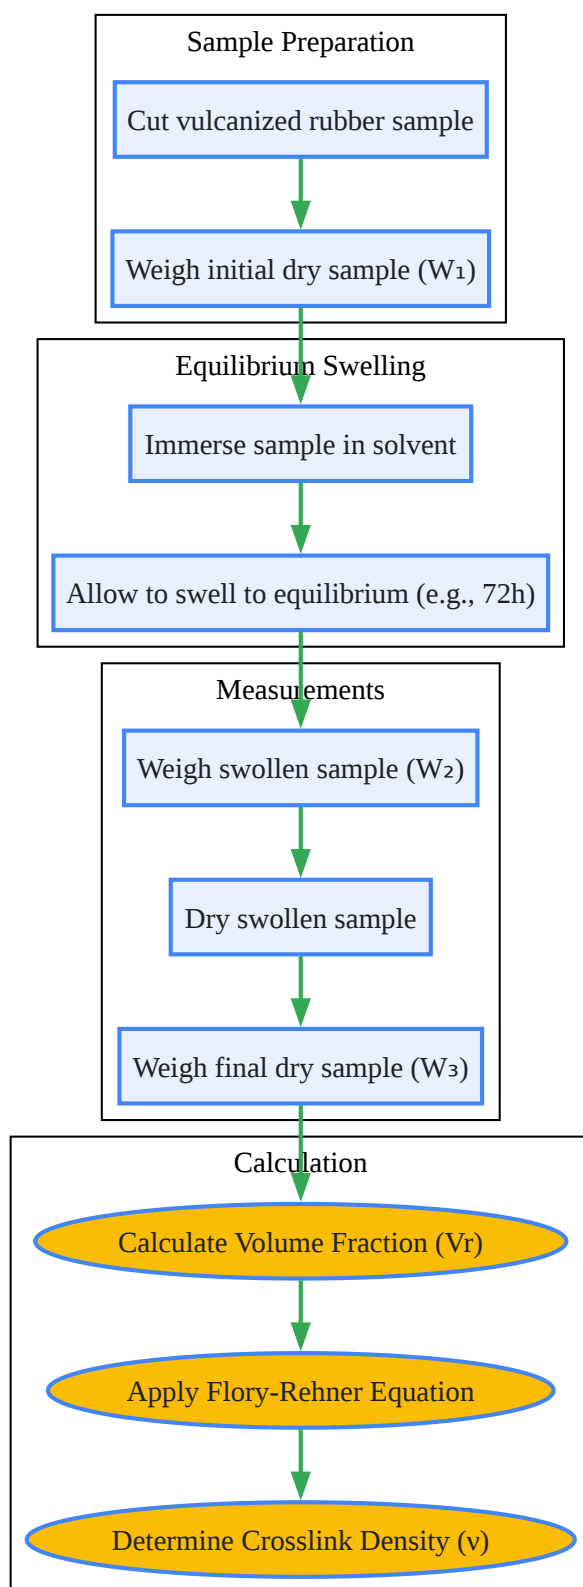 Sample Preparation
Cut vulcanized rubber sample
Weigh initial dry sample (W₁)
Equilibrium Swelling
Immerse sample in solvent
Allow to swell to equilibrium (e.g., 72h)
Measurements
Weigh swollen sample (W₂)
Dry swollen sample
Weigh final dry sample (W₃)
Calculation
Calculate Volume Fraction (Vr)
Apply Flory-Rehner Equation
Determine Crosslink Density (ν)